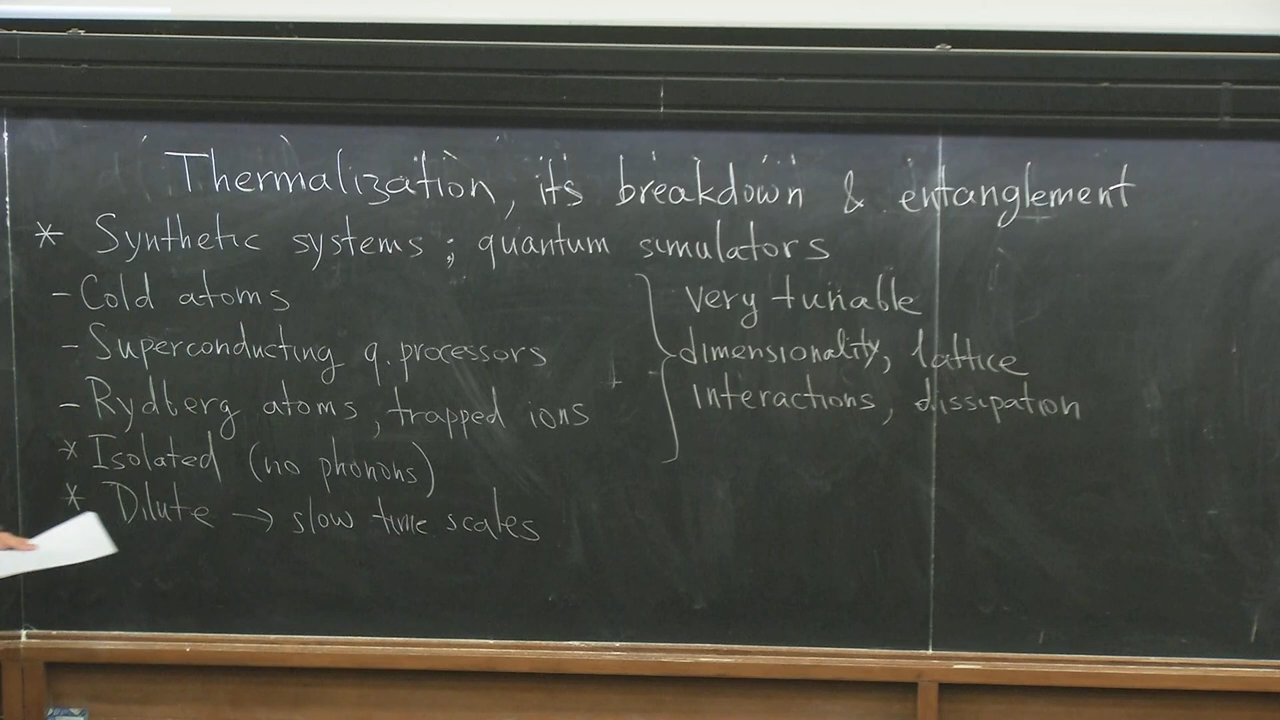 Thermalization, its breakdown & entanglement
* Synthetic systems ; quantum simulators
- Cold atoms
- Superconducting q. processors
- Rydberg atoms, trapped ions
* Isolated (no phonons)
* Dilute → slow time scales
very tunable
dimensionality, lattice
+ interactions, dissipation